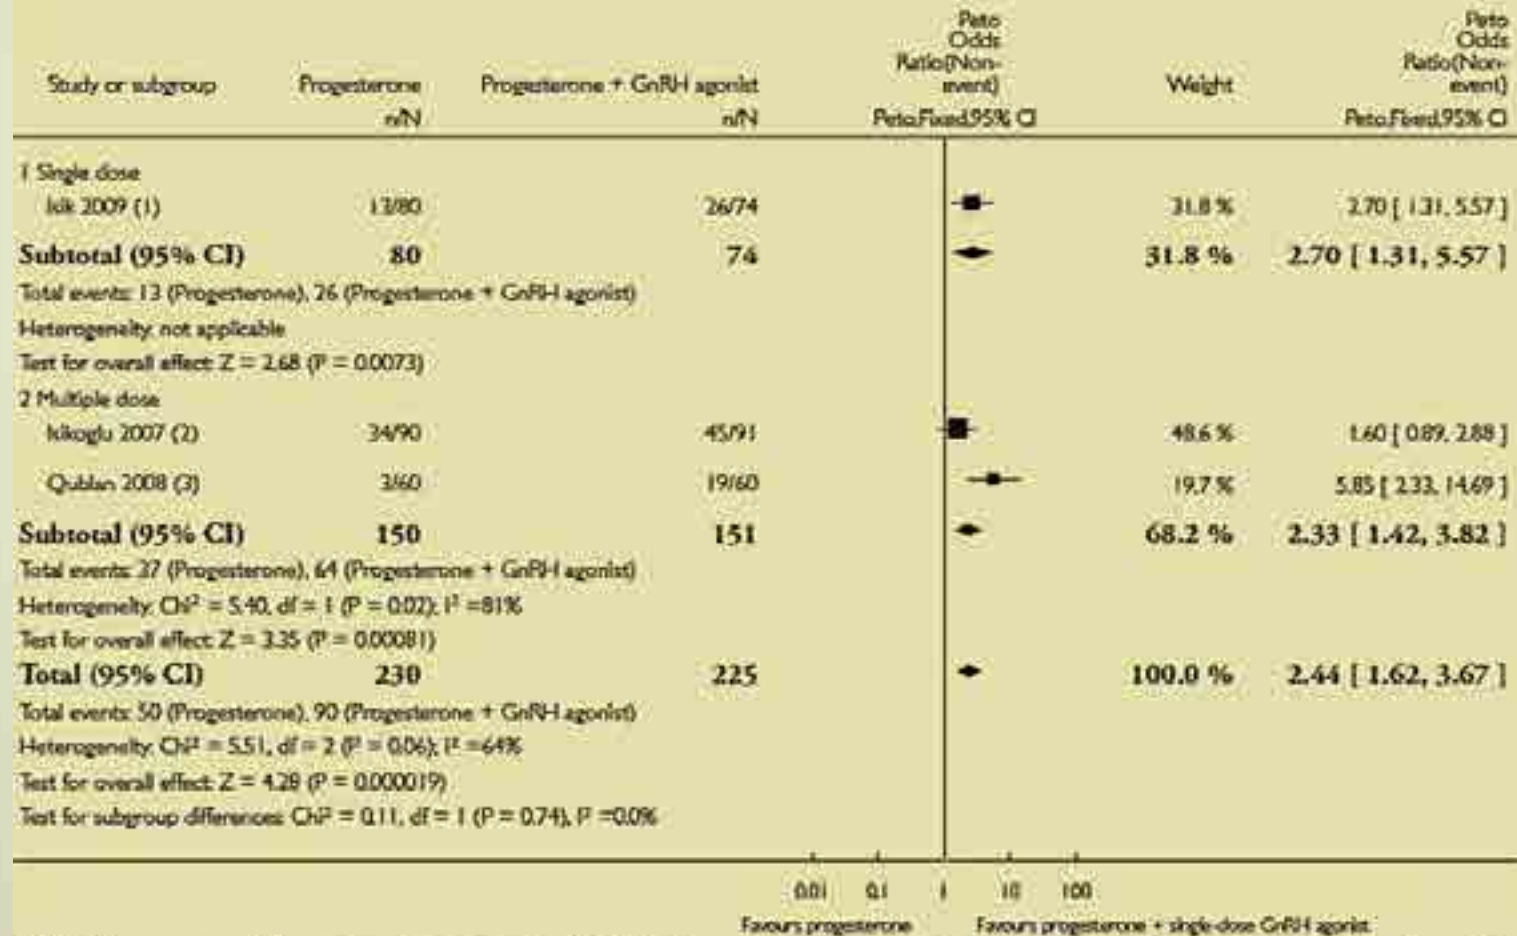 Study or subgroup Progesterone Progesterone + GnRH agonist Peto Odds Ratio(Non-event) Weight Peto Odds Ratio(Non-event)
n/N n/N Peto,Fixed,95% CI Peto,Fixed,95% CI
1 Single dose
Isik 2009 (1) 13/80 26/74 31.8 % 2.70 [ 1.31, 5.57 ]
Subtotal (95% CI) 80 74 31.8 % 2.70 [ 1.31, 5.57 ]
Total events: 13 (Progesterone), 26 (Progesterone + GnRH agonist)
Heterogeneity: not applicable
Test for overall effect: Z = 2.68 (P = 0.0073)
2 Multiple dose
Isikoglu 2007 (2) 34/90 45/91 48.6 % 1.60 [ 0.89, 2.88 ]
Qublan 2008 (3) 3/60 19/60 19.7 % 5.85 [ 2.33, 14.69 ]
Subtotal (95% CI) 150 151 68.2 % 2.33 [ 1.42, 3.82 ]
Total events: 37 (Progesterone), 64 (Progesterone + GnRH agonist)
Heterogeneity: Chi² = 5.40, df = 1 (P = 0.02); I² =81%
Test for overall effect: Z = 3.35 (P = 0.00081)
Total (95% CI) 230 225 100.0 % 2.44 [ 1.62, 3.67 ]
Total events: 50 (Progesterone), 90 (Progesterone + GnRH agonist)
Heterogeneity: Chi² = 5.51, df = 2 (P = 0.06); I² =64%
Test for overall effect: Z = 4.28 (P = 0.000019)
Test for subgroup differences: Chi² = 0.11, df = 1 (P = 0.74), I² =0.0%
0.01 0.1 1 10 100
Favours progesterone Favours progesterone + single-dose GnRH agonist